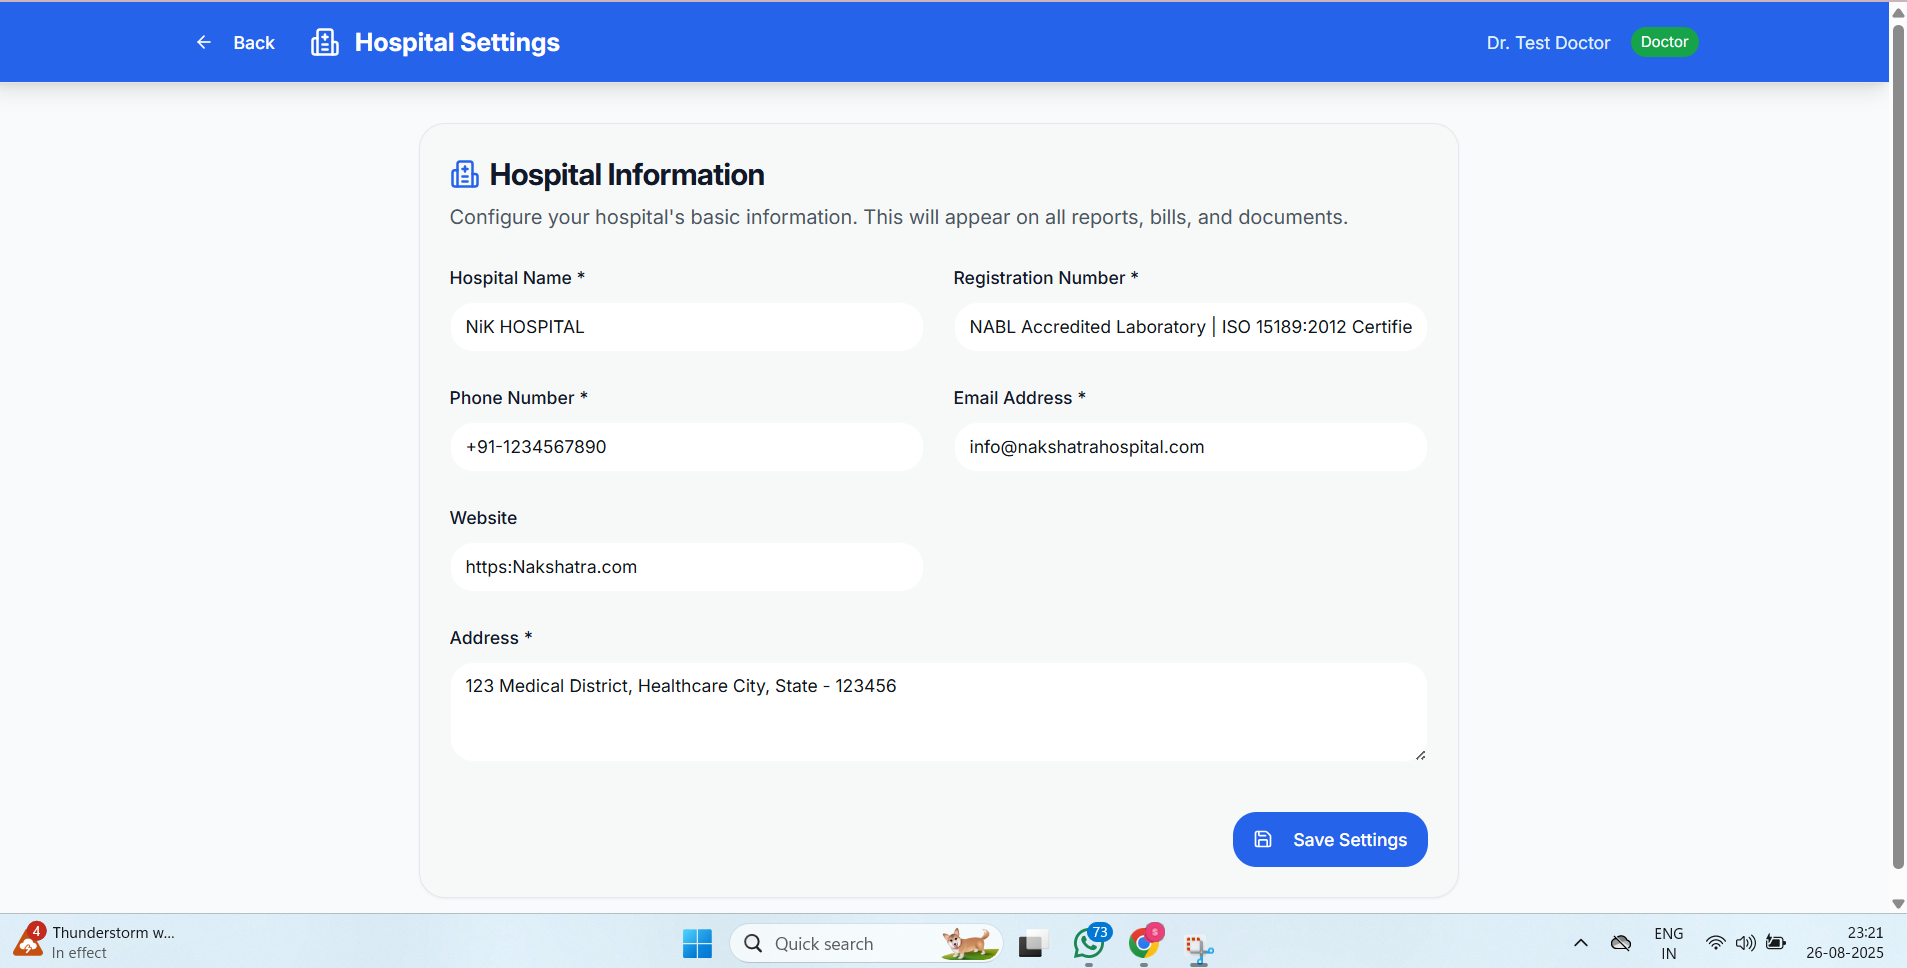 Back
Hospital Settings
Dr. Test Doctor
Doctor
Hospital Information
Configure your hospital's basic information. This will appear on all reports, bills, and documents.
Hospital Name *
Registration Number *
NiK HOSPITAL
NABL Accredited Laboratory | ISO 15189:2012 Certifie
Phone Number *
Email Address *
+91-1234567890
info@nakshatrahospital.com
Website
https:Nakshatra.com
Address *
123 Medical District, Healthcare City, State - 123456
Save Settings
4
Thunderstorm w...
In effect
Quick search
73
S
ENG
IN
23:21
26-08-2025